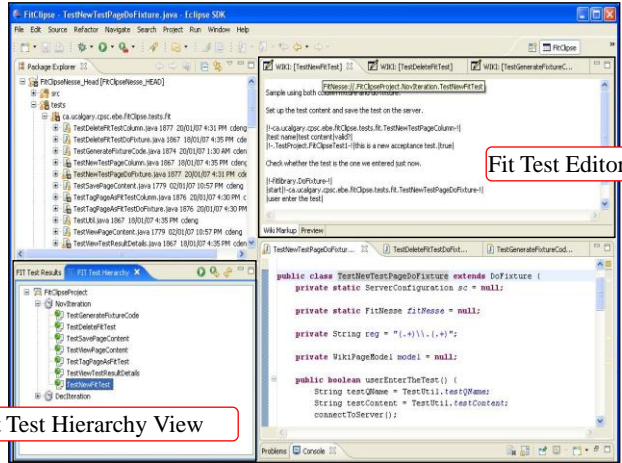 FitClipse - TestNewTestPageDoFixture.java - Eclipse SDK
File Edit Source Refactor Navigate Search Project Run Window Help
FitClipse
Package Explorer
FitClipseNesse_Head [FitClipseNesse_HEAD]
src
tests
ca.ucalgary.cpsc.ebe.fitClipse.tests.fit
TestDeleteFitTestColumn.java 1877 20/01/07 4:31 PM cdeng
TestDeleteFitTestDoFixture.java 1867 18/01/07 4:35 PM cde
TestGenerateFixtureCode.java 1874 20/01/07 1:30 AM cden
TestNewTestPageColumn.java 1867 18/01/07 4:35 PM cdeng
TestNewTestPageDoFixture.java 1877 20/01/07 4:31 PM cde
TestSavePageContent.java 1779 02/01/07 10:57 PM cdeng
TestTagPageAsFitTestColumn.java 1876 20/01/07 4:30 PM
TestTagPageAsFitTestDoFixture.java 1876 20/01/07 4:30 PM
TestUtil.java 1867 18/01/07 4:35 PM cdeng
TestViewPageContent.java 1779 02/01/07 10:57 PM cdeng
TestViewTestResultDetails.java 1867 18/01/07 4:35 PM cden
WIKI: [TestNewFitTest] WIKI: [TestDeleteFitTest] WIKI: [TestGenerateFixtureC...
FitNesse://.FitClipseProject.NovIteration.TestNewFitTest
Set up the test content and save the test on the server.
|!-ca.ucalgary.cpsc.ebe.fitClipse.tests.fit.TestNewTestPageColumn-!|
|test name|test content|valid?|
|!-.TestProject.FitClipseTest1-!|this is a new acceptance test.|true|
Check whether the test is the one we entered just now.
|!-fitlibrary.DoFixture-!|
|start|!-ca.ucalgary.cpsc.ebe.fitClipse.tests.fit.TestNewTestPageDoFixture-!|
|user enter the test|
Fit Test Editor
Wiki Markup Preview
FIT Test Results FIT Test Hierarchy
FitClipseProject
NovIteration
TestGenerateFixtureCode
TestDeleteFitTest
TestSavePageContent
TestViewPageContent
TestTagPageAsFitTest
TestViewTestResultDetails
TestNewFitTest
DecIteration
Test Hierarchy View
TestNewTestPageDoFixtur... TestDeleteFitTestDoFixt... TestGenerateFixtureCod...
public class TestNewTestPageDoFixture extends DoFixture {
private static ServerConfiguration sc = null;
private static FitNesse fitNesse = null;
private String reg = "(.+)\\.(.+)";
private WikiPageModel model = null;
public boolean userEnterTheTest() {
String testQName = TestUtil.testQName;
String testContent = TestUtil.testContent;
connectToServer();
Problems Console